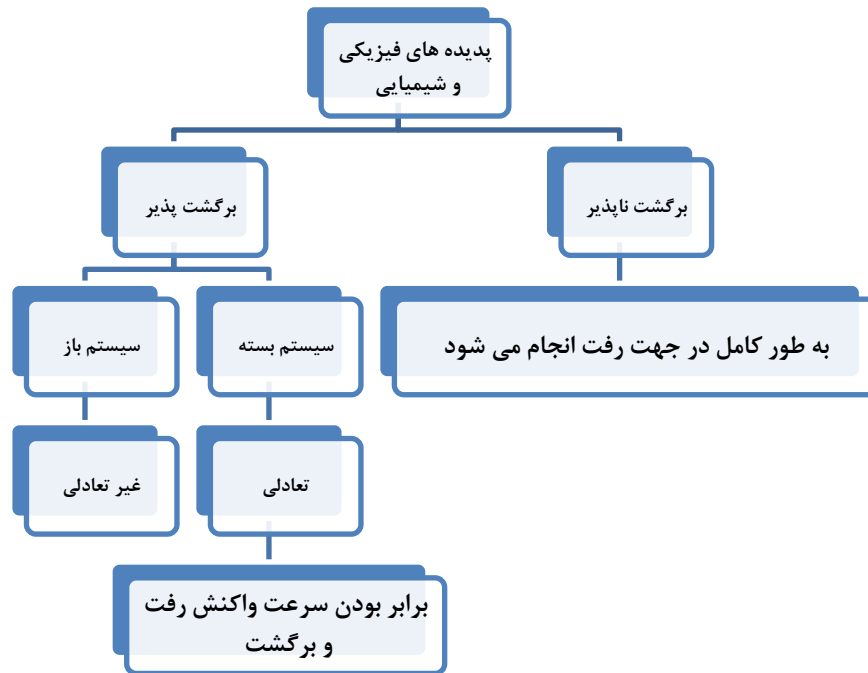 پدیده های فیزیکی
و شیمیایی
برگشت ناپذیر
برگشت پذیر
به طور کامل در جهت رفت انجام می شود
سیستم بسته
سیستم باز
تعادلی
غیر تعادلی
برابر بودن سرعت واکنش رفت
و برگشت